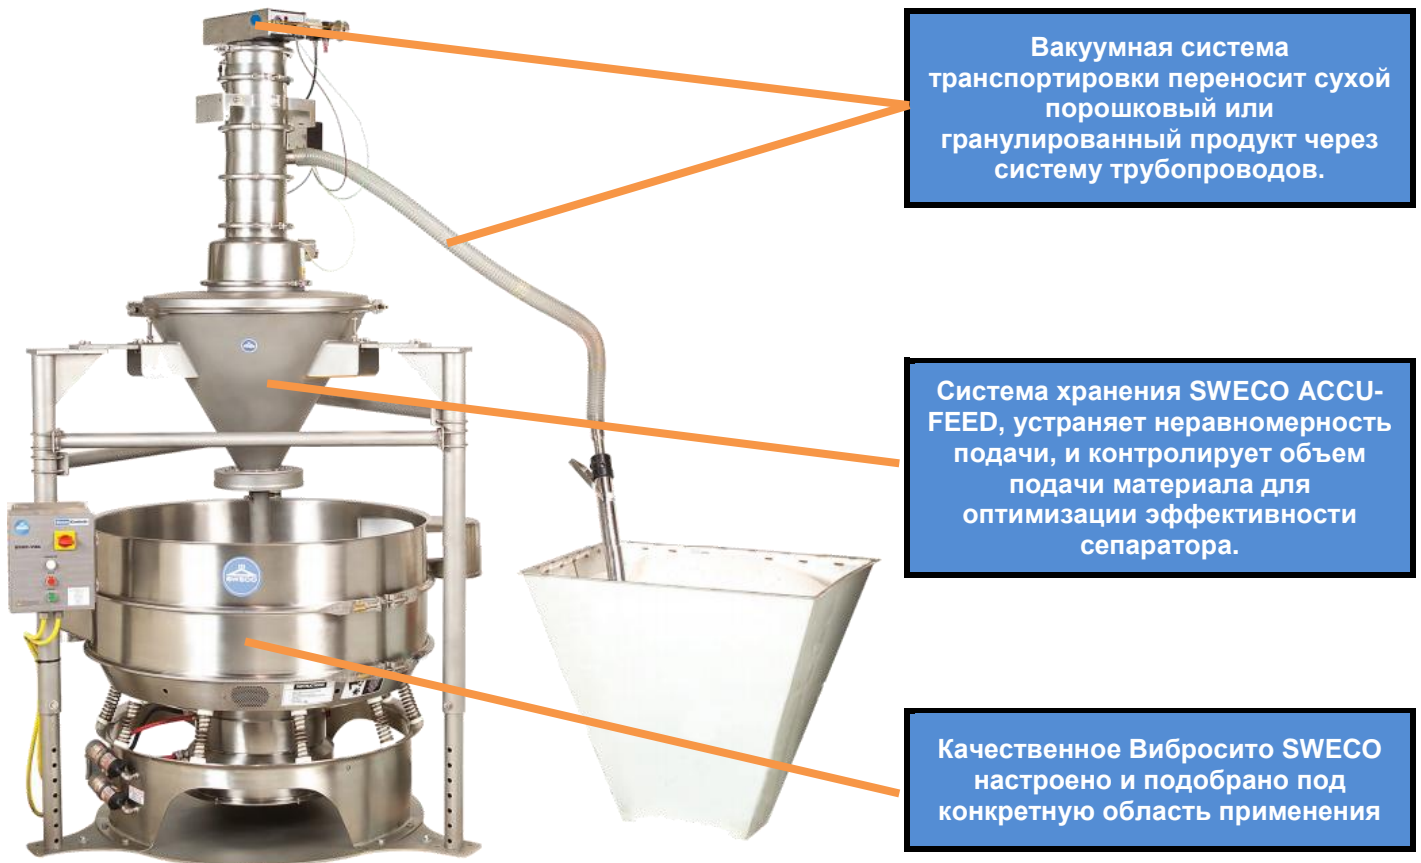 Вакуумная система
транспортировки переносит сухой
порошковый или
гранулированный продукт через
систему трубопроводов.
Система хранения SWECO ACCU-
FEED, устраняет неравномерность
подачи, и контролирует объем
подачи материала для
оптимизации эффективности
сепаратора.
SWECO
Качественное Вибросито SWECO
настроено и подобрано под
конкретную область применения